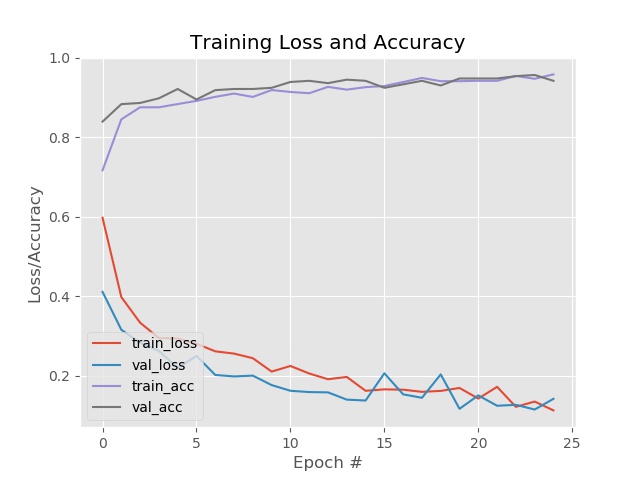 Training Loss and Accuracy
1.0
0.8
0.6
0.4
0.2
Loss/Accuracy
train_loss
val_loss
train_acc
val_acc
0 5 10 15 20 25
Epoch #